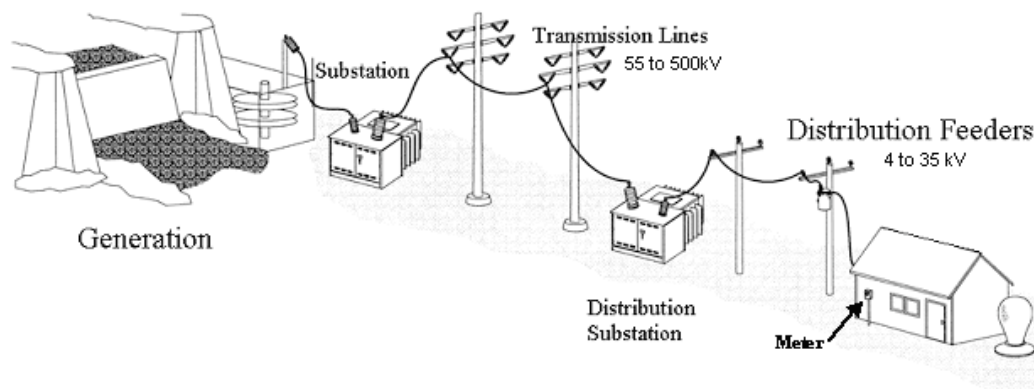 Transmission Lines
55 to 500kV
Substation
Distribution Feeders
4 to 35 kV
Generation
Distribution
Substation
Meter